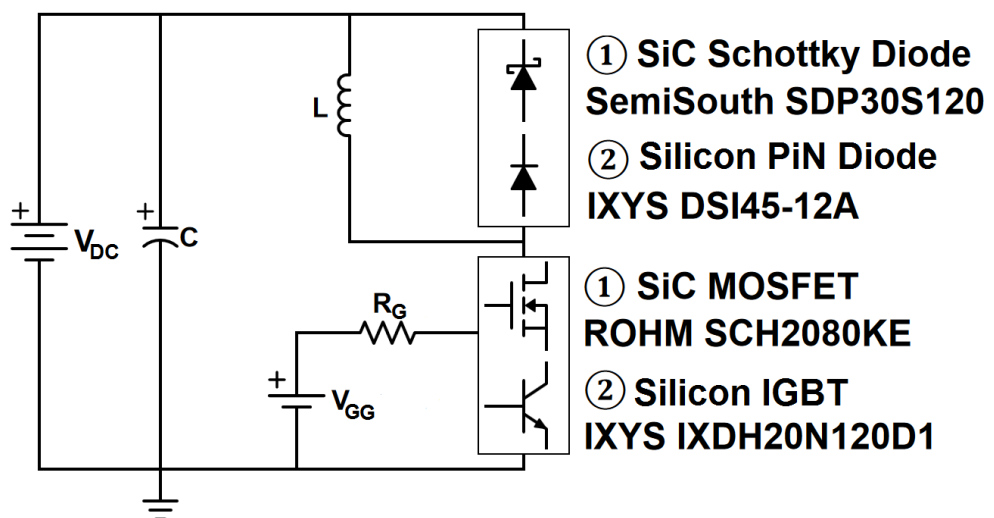 ① SiC Schottky Diode
SemiSouth SDP30S120
② Silicon PiN Diode
IXYS DSI45-12A
L
+
VDC
+
C
① SiC MOSFET
ROHM SCH2080KE
RG
+
VGG
② Silicon IGBT
IXYS IXDH20N120D1